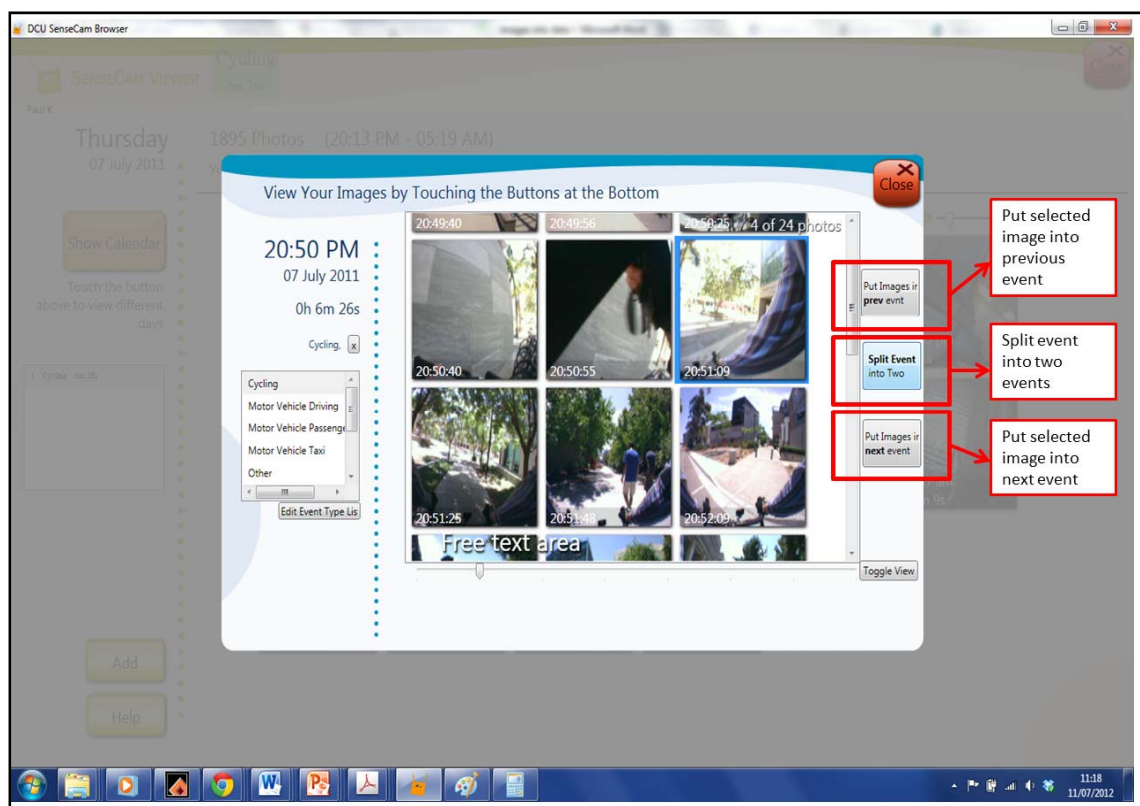 DCU SenseCam Browser
Cycling
6m 26s
SENSECAM VIEWER
Close
Paul K
Thursday
07 July 2011
1895 Photos (20:13 PM - 05:19 AM)
Show Calendar
Touch the button
above to view different
days
Cycling 6m 26s
Add
Help
View Your Images by Touching the Buttons at the Bottom
Close
20:50 PM
07 July 2011
0h 6m 26s
Cycling, x
Cycling
Motor Vehicle Driving
Motor Vehicle Passenge
Motor Vehicle Taxi
Other
Edit Event Type Lis
20:49:40
20:49:56
20:50:25
4 of 24 photos
20:50:40
20:50:55
20:51:09
20:51:25
20:51:48
20:52:09
Free text area
Put Images in
prev evnt
Split Event
into Two
Put Images in
next event
Toggle View
Put selected
image into
previous
event
Split event
into two
events
Put selected
image into
next event
11:18
11/07/2012